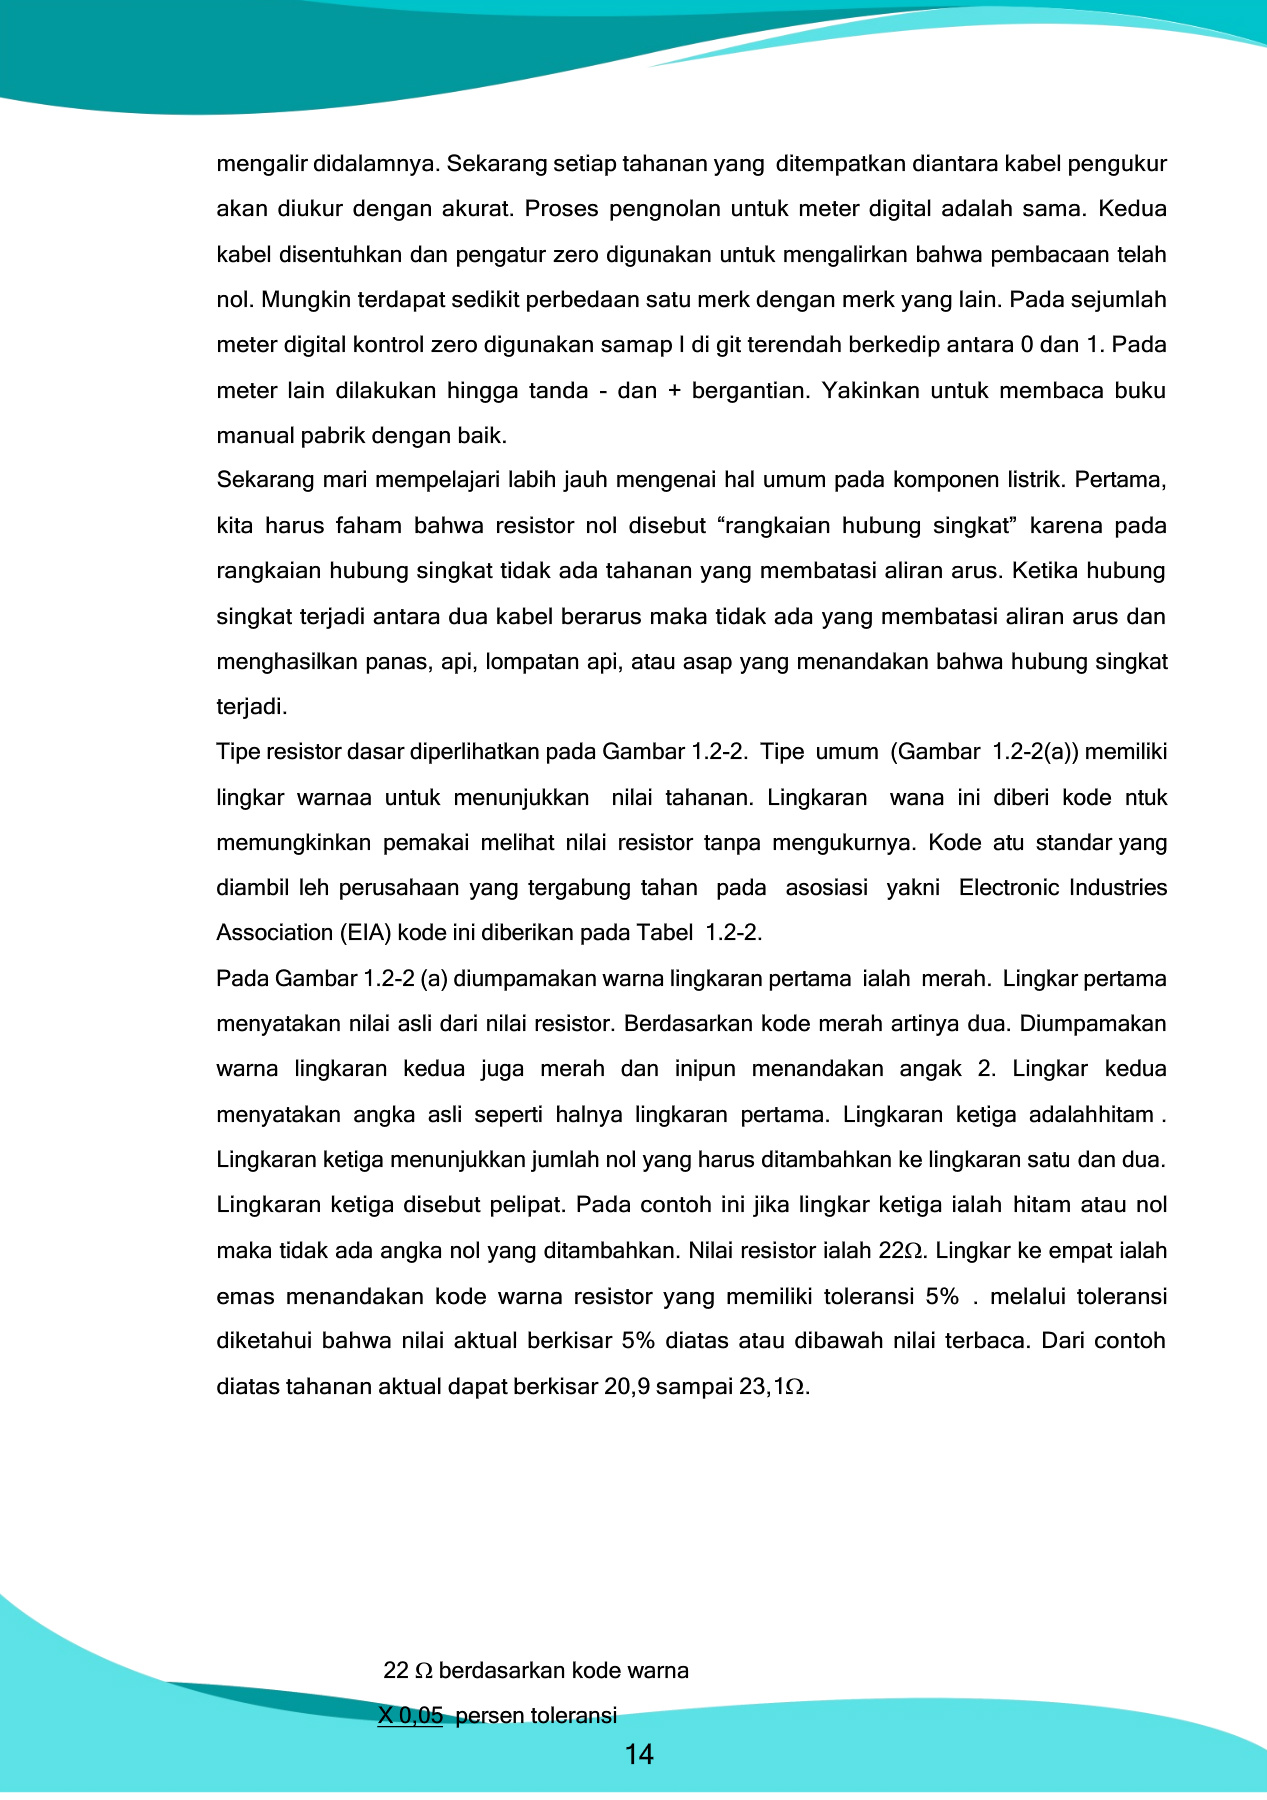 mengalir didalamnya. Sekarang setiap tahanan yang ditempatkan diantara kabel pengukur
akan diukur dengan akurat. Proses pengnolan untuk meter digital adalah sama. Kedua
kabel disentuhkan dan pengatur zero digunakan untuk mengalirkan bahwa pembacaan telah
nol. Mungkin terdapat sedikit perbedaan satu merk dengan merk yang lain. Pada sejumlah
meter digital kontrol zero digunakan samap I di git terendah berkedip antara 0 dan 1. Pada
meter lain dilakukan hingga tanda - dan + bergantian. Yakinkan untuk membaca buku
manual pabrik dengan baik.
Sekarang mari mempelajari labih jauh mengenai hal umum pada komponen listrik. Pertama,
kita harus faham bahwa resistor nol disebut “rangkaian hubung singkat” karena pada
rangkaian hubung singkat tidak ada tahanan yang membatasi aliran arus. Ketika hubung
singkat terjadi antara dua kabel berarus maka tidak ada yang membatasi aliran arus dan
menghasilkan panas, api, lompatan api, atau asap yang menandakan bahwa hubung singkat
terjadi.
Tipe resistor dasar diperlihatkan pada Gambar 1.2-2. Tipe umum (Gambar 1.2-2(a)) memiliki
lingkar warnaa untuk menunjukkan nilai tahanan. Lingkaran wana ini diberi kode ntuk
memungkinkan pemakai melihat nilai resistor tanpa mengukurnya. Kode atu standar yang
diambil leh perusahaan yang tergabung tahan pada asosiasi yakni Electronic Industries
Association (EIA) kode ini diberikan pada Tabel 1.2-2.
Pada Gambar 1.2-2 (a) diumpamakan warna lingkaran pertama ialah merah. Lingkar pertama
menyatakan nilai asli dari nilai resistor. Berdasarkan kode merah artinya dua. Diumpamakan
warna lingkaran kedua juga merah dan inipun menandakan angak 2. Lingkar kedua
menyatakan angka asli seperti halnya lingkaran pertama. Lingkaran ketiga adalahhitam .
Lingkaran ketiga menunjukkan jumlah nol yang harus ditambahkan ke lingkaran satu dan dua.
Lingkaran ketiga disebut pelipat. Pada contoh ini jika lingkar ketiga ialah hitam atau nol
maka tidak ada angka nol yang ditambahkan. Nilai resistor ialah 22Ω. Lingkar ke empat ialah
emas menandakan kode warna resistor yang memiliki toleransi 5% . melalui toleransi
diketahui bahwa nilai aktual berkisar 5% diatas atau dibawah nilai terbaca. Dari contoh
diatas tahanan aktual dapat berkisar 20,9 sampai 23,1Ω.
22 Ω berdasarkan kode warna
X 0,05 persen toleransi
14